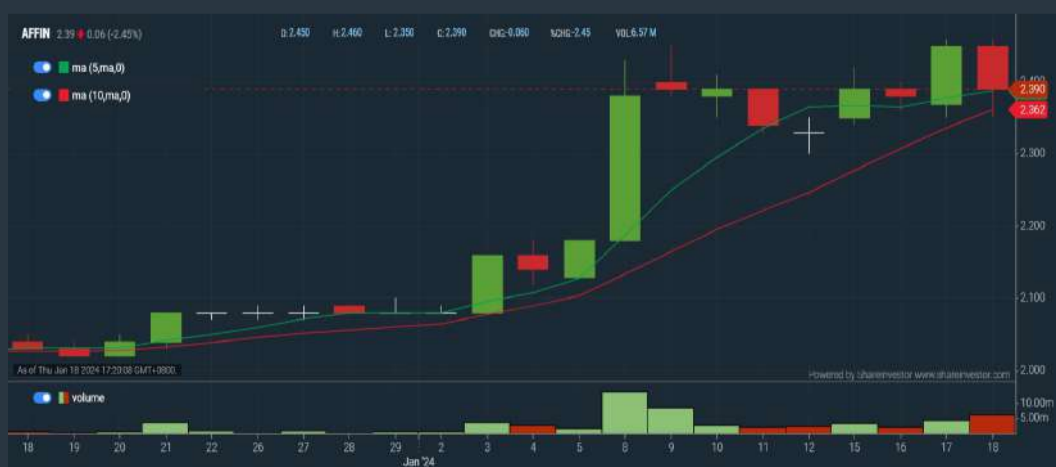 AFFIN 2.39 0.06 (-2.45%) O:2.450 H:2.460 L:2.350 C:2.390 CHG:-0.060 %CHG:-2.45 VOL:6.57 M
ma (5,ma,0)
ma (10,ma,0)
2.400
2.390
2.362
2.300
2.200
2.100
2.000
As of Thu Jan 18 2024 17:20:08 GMT+0800. Powered by ShareInvestor www.shareinvestor.com
volume
10.00m
5.00m
18 19 20 21 22 26 27 28 29 2 3 4 5 8 9 10 11 12 15 16 17 18
Jan '24